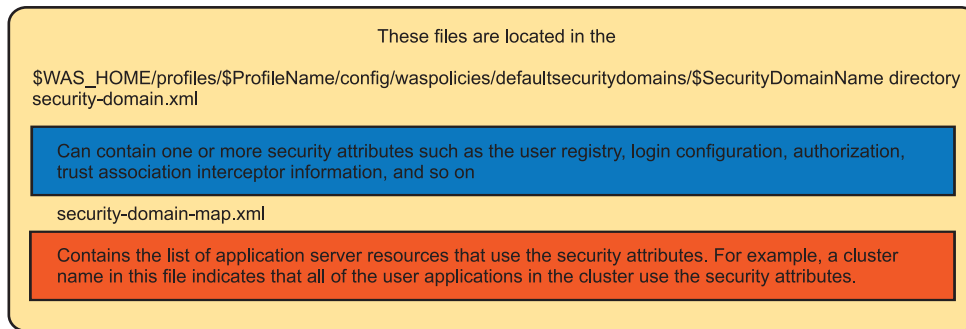 These files are located in the
$WAS_HOME/profiles/$ProfileName/config/waspolicies/defaultsecuritydomains/$SecurityDomainName directory
security-domain.xml
Can contain one or more security attributes such as the user registry, login configuration, authorization,
trust association interceptor information, and so on
security-domain-map.xml
Contains the list of application server resources that use the security attributes. For example, a cluster
name in this file indicates that all of the user applications in the cluster use the security attributes.